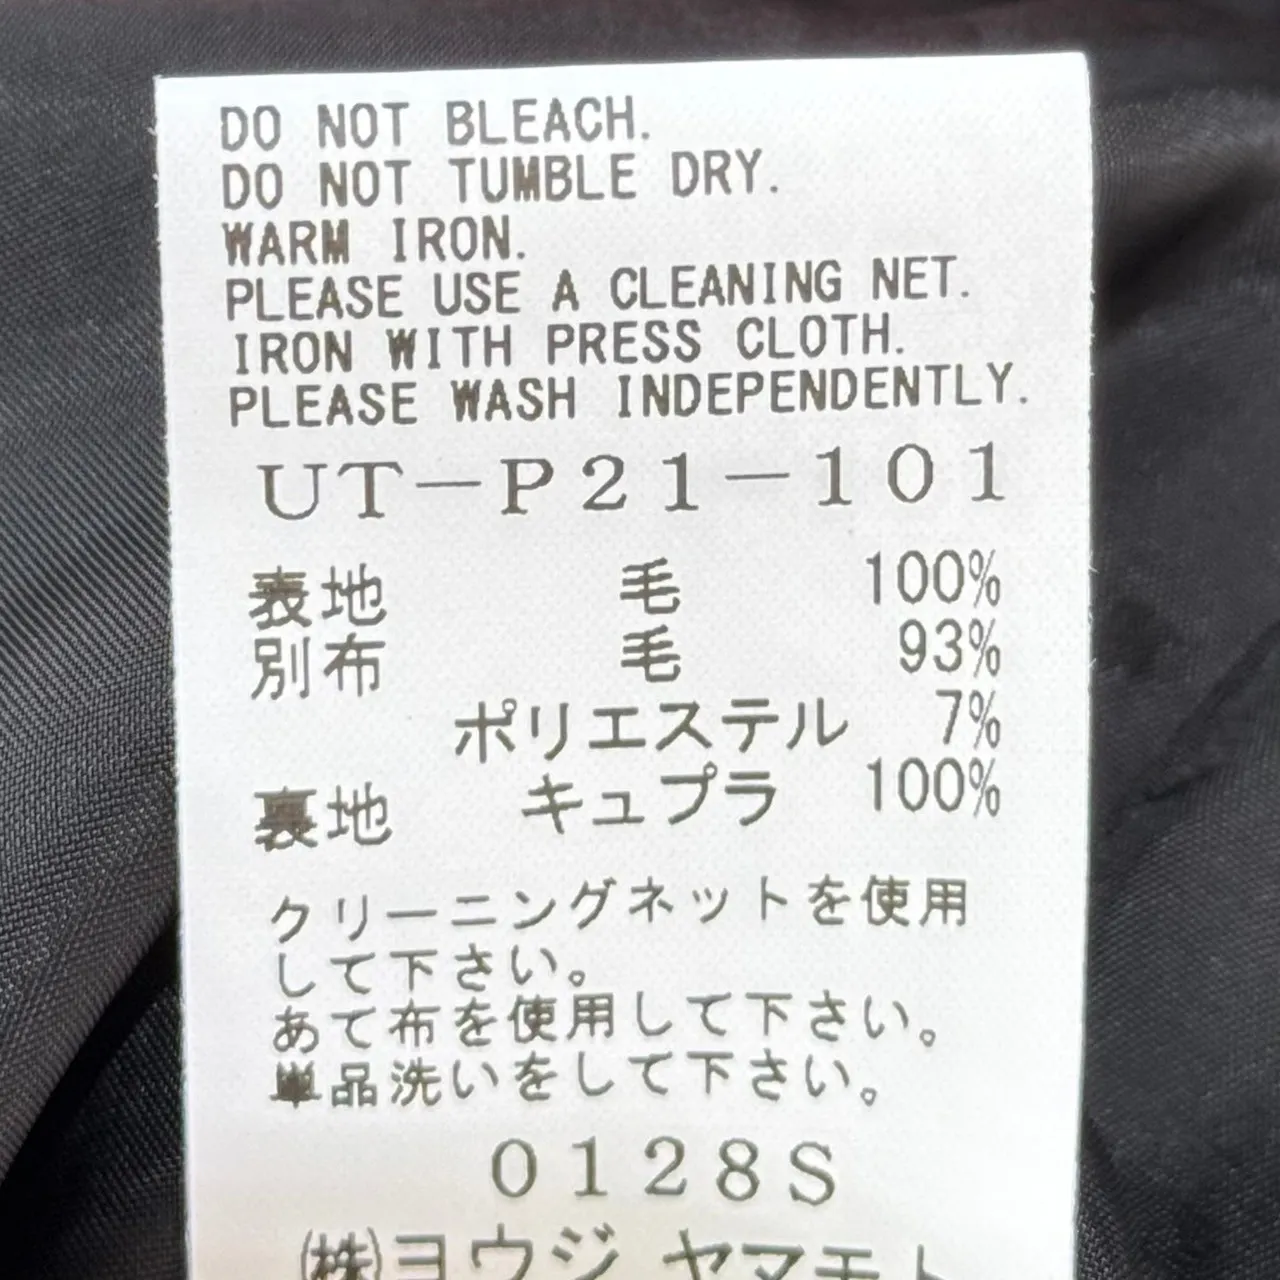 DO NOT BLEACH.
DO NOT TUMBLE DRY.
WARM IRON.
PLEASE USE A CLEANING NET.
IRON WITH PRESS CLOTH.
PLEASE WASH INDEPENDENTLY.
UT-P21-101
表地 毛 100%
別布 毛 93%
ポリエステル 7%
裏地 キュプラ 100%
クリーニングネットを使用
して下さい。
あて布を使用して下さい。
単品洗いをして下さい。
0128S
(株)ヨウジ ヤマモト